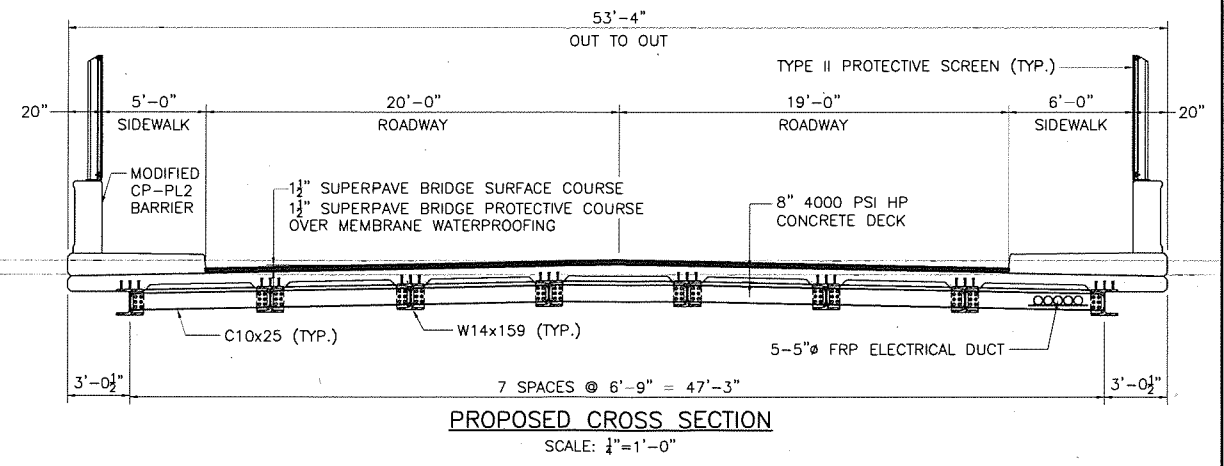 53'-4"
OUT TO OUT
TYPE II PROTECTIVE SCREEN (TYP.)
20"
5'-0"
SIDEWALK
20'-0"
ROADWAY
19'-0"
ROADWAY
6'-0"
SIDEWALK
20"
MODIFIED
CP-PL2
BARRIER
1½" SUPERPAVE BRIDGE SURFACE COURSE
1½" SUPERPAVE BRIDGE PROTECTIVE COURSE
OVER MEMBRANE WATERPROOFING
8" 4000 PSI HP
CONCRETE DECK
C10x25 (TYP.)
W14x159 (TYP.)
5-5"ø FRP ELECTRICAL DUCT
3'-0½"
7 SPACES @ 6'-9" = 47'-3"
3'-0½"
PROPOSED CROSS SECTION
SCALE: ¼"=1'-0"